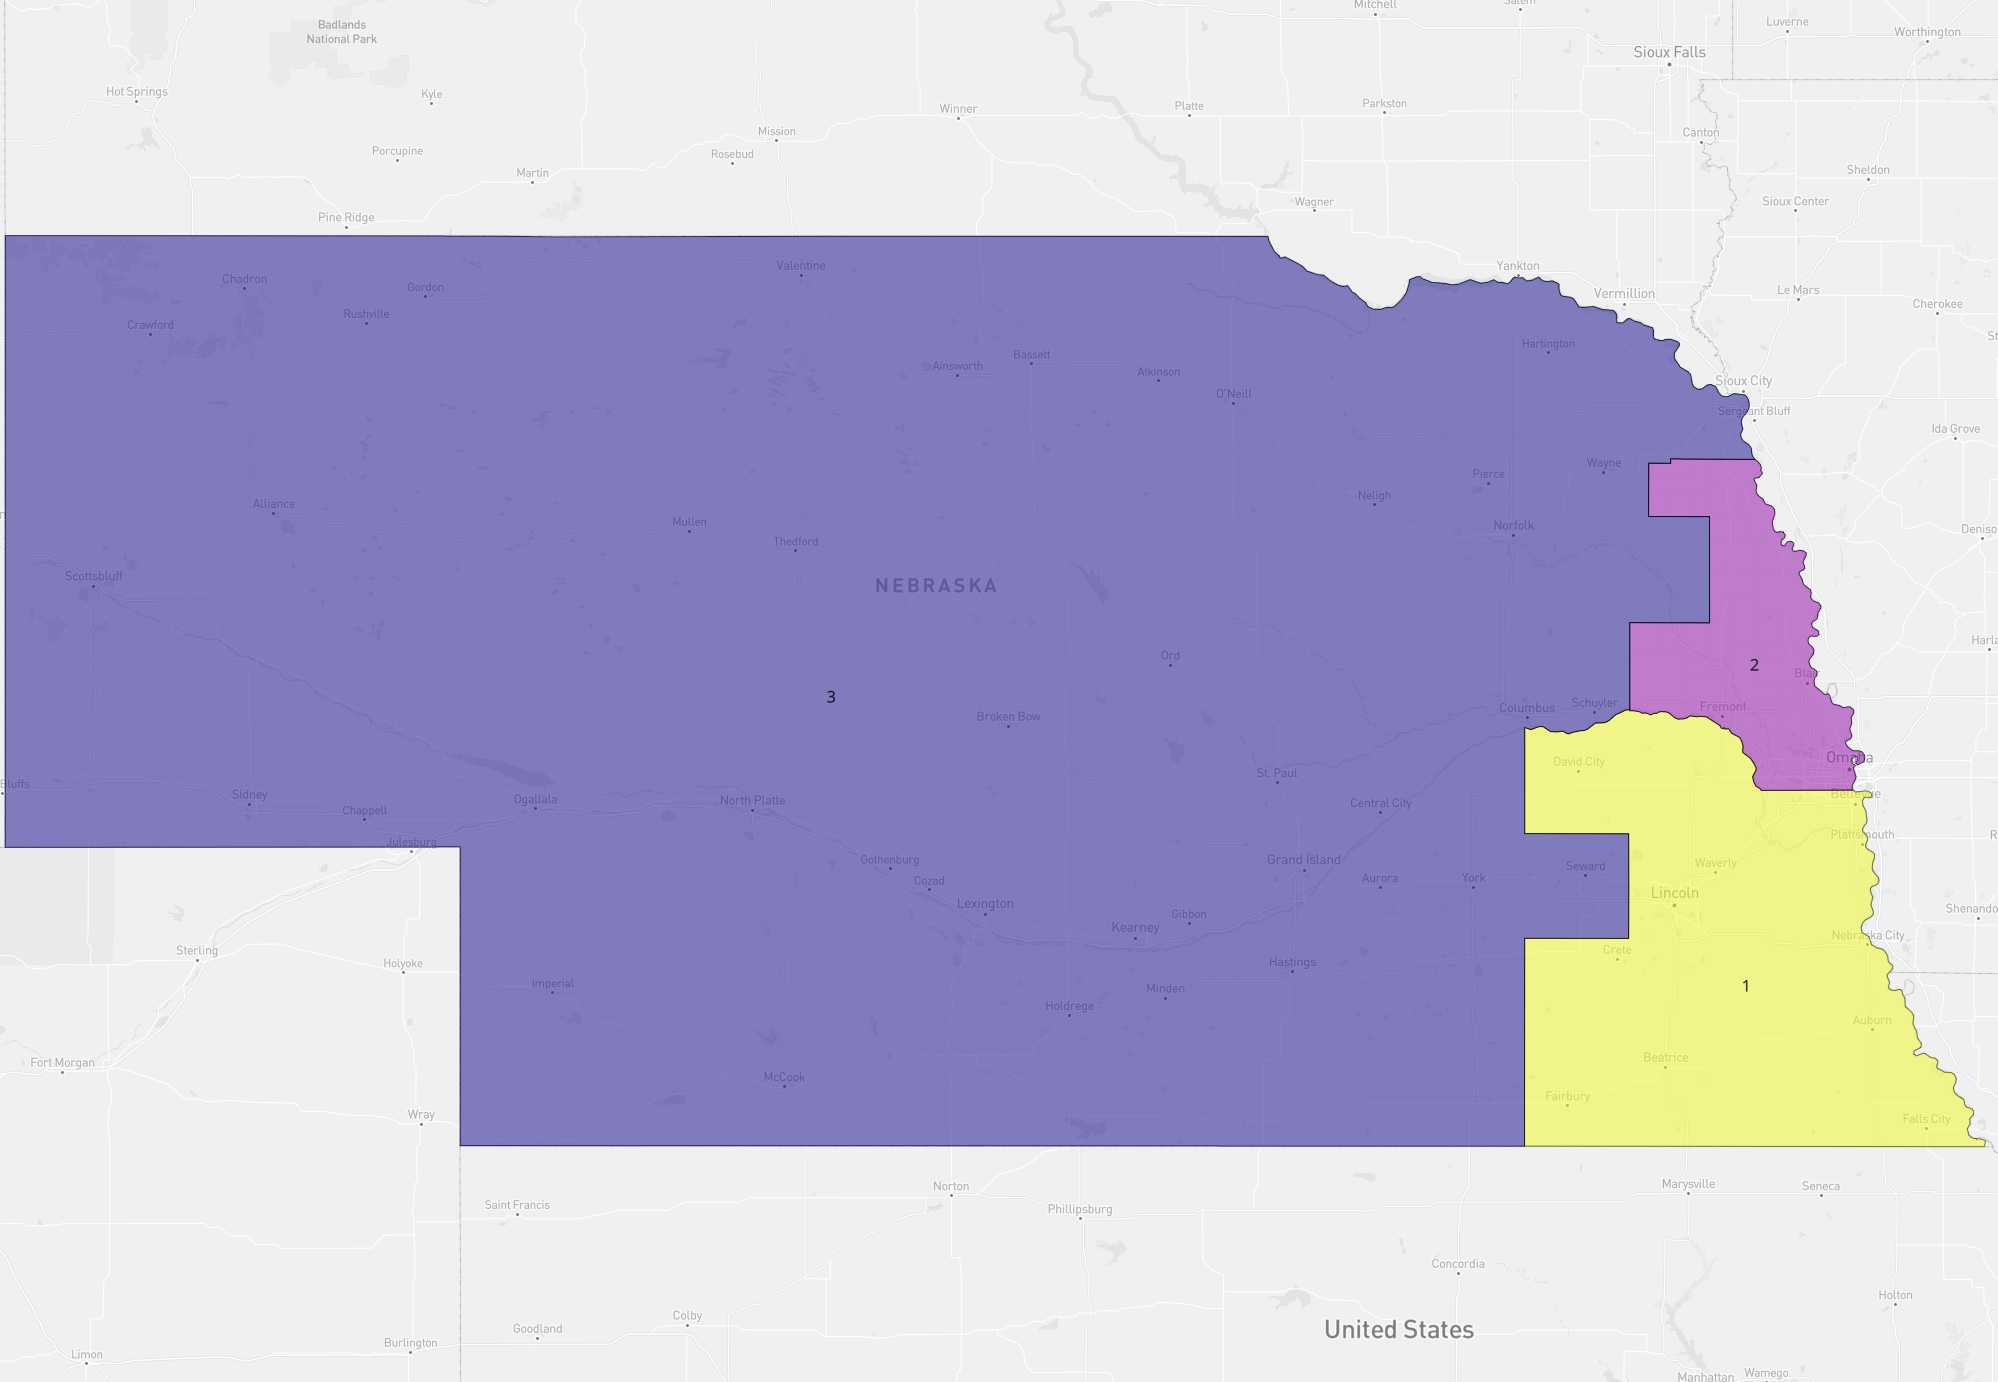 Mitchell
Salem
Badlands
National Park
Luverne
Worthington
Sioux Falls
Hot Springs
Kyle
Winner
Platte
Parkston
Mission
Canton
Porcupine
Rosebud
Martin
Sheldon
Wagner
Sioux Center
Pine Ridge
Yankton
Valentine
Chadron
Gordon
Vermillion
Le Mars
Cherokee
Rushville
Crawford
St
Hartington
Bassett
Ainsworth
Atkinson
Sioux City
O'Neill
Sergeant Bluff
Ida Grove
Wayne
Pierce
Neligh
Alliance
n
Mullen
Norfolk
Deniso
Thedford
Scottsbluff
NEBRASKA
Harla
Ord
2
Blair
3
Schuyler
Columbus
Fremont
Broken Bow
Omaha
David City
St. Paul
Bluffs
Sidney
Chappell
Ogallala
North Platte
Central City
Bellevue
Plattsmouth
R
Julesburg
Gothenburg
Grand Island
Seward
Waverly
Cozad
Aurora
York
Lincoln
Lexington
Gibbon
Shenando
Kearney
Nebraska City
Sterling
Crete
Holyoke
Hastings
Imperial
Minden
1
Holdrege
Auburn
Beatrice
Fort Morgan
McCook
Fairbury
Wray
Falls City
Norton
Marysville
Seneca
Saint Francis
Phillipsburg
Concordia
Holton
Colby
Goodland
United States
Burlington
Limon
Manhattan
Wamego